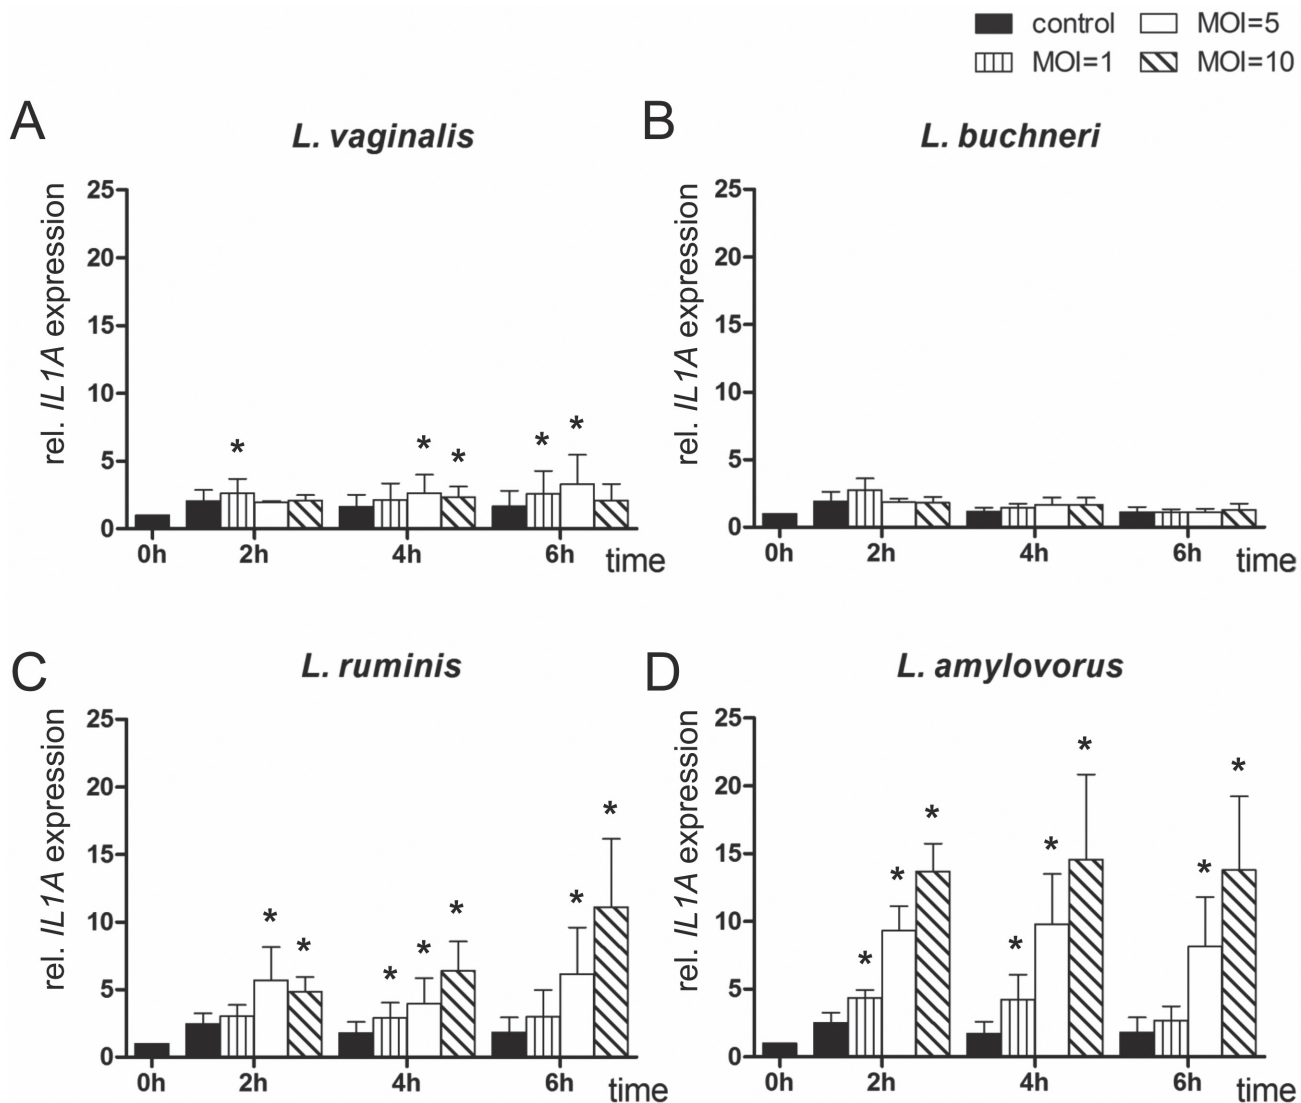 control MOI=5
MOI=1 MOI=10
A L. vaginalis
rel. IL1A expression
25
20
15
10
5
0
* * * * *
0h 2h 4h 6h time
B L. buchneri
rel. IL1A expression
25
20
15
10
5
0
0h 2h 4h 6h time
C L. ruminis
rel. IL1A expression
25
20
15
10
5
0
* * * * * * *
0h 2h 4h 6h time
D L. amylovorus
rel. IL1A expression
25
20
15
10
5
0
* * * * * * * *
0h 2h 4h 6h time